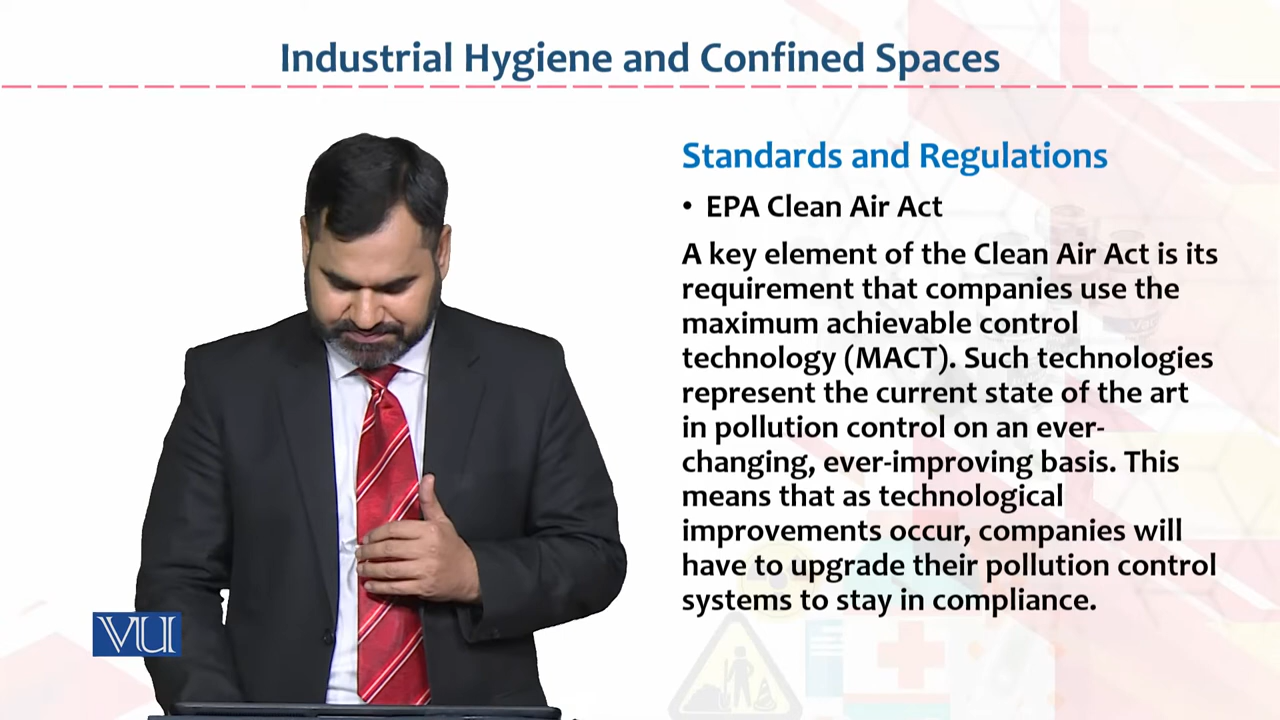 Industrial Hygiene and Confined Spaces
Standards and Regulations
• EPA Clean Air Act
A key element of the Clean Air Act is its
requirement that companies use the
maximum achievable control
technology (MACT). Such technologies
represent the current state of the art
in pollution control on an ever-
changing, ever-improving basis. This
means that as technological
improvements occur, companies will
have to upgrade their pollution control
systems to stay in compliance.
VU